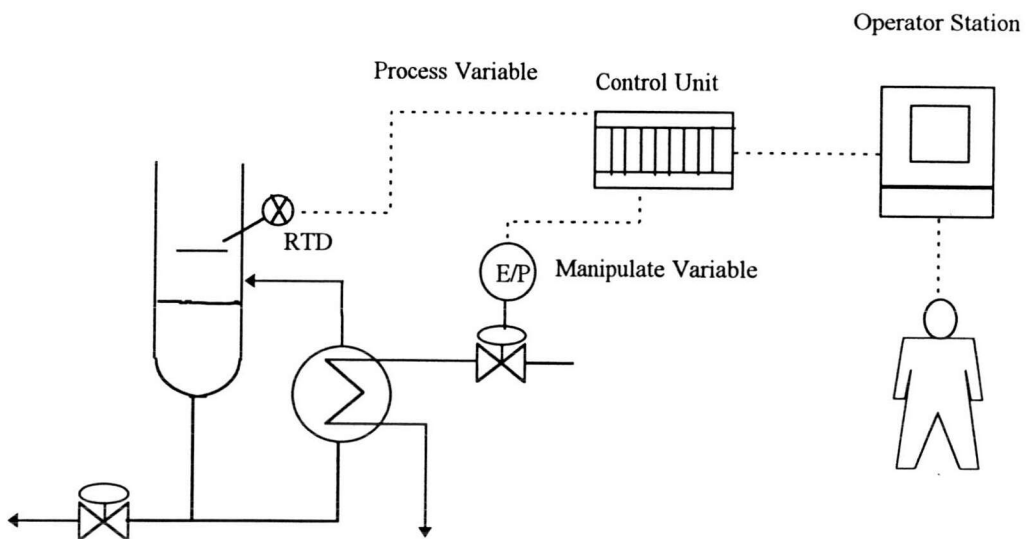 Operator Station
Process Variable
Control Unit
RTD
E/P
Manipulate Variable